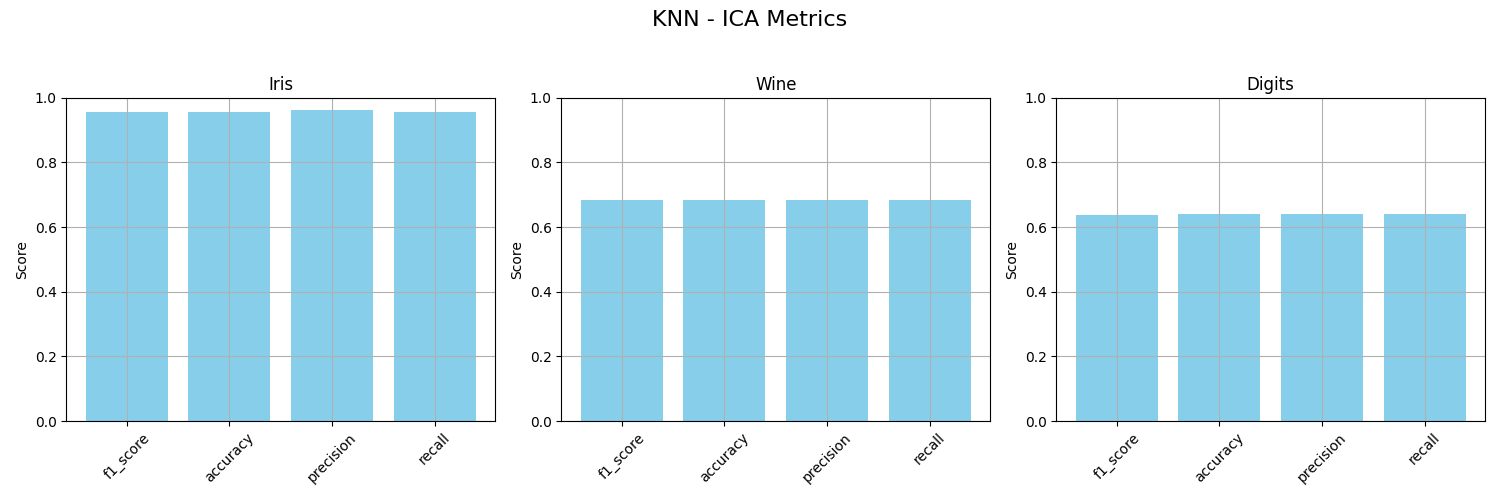 KNN - ICA Metrics
Iris
Score
1.0
0.8
0.6
0.4
0.2
0.0
f1_score
accuracy
precision
recall
Wine
Score
1.0
0.8
0.6
0.4
0.2
0.0
f1_score
accuracy
precision
recall
Digits
Score
1.0
0.8
0.6
0.4
0.2
0.0
f1_score
accuracy
precision
recall